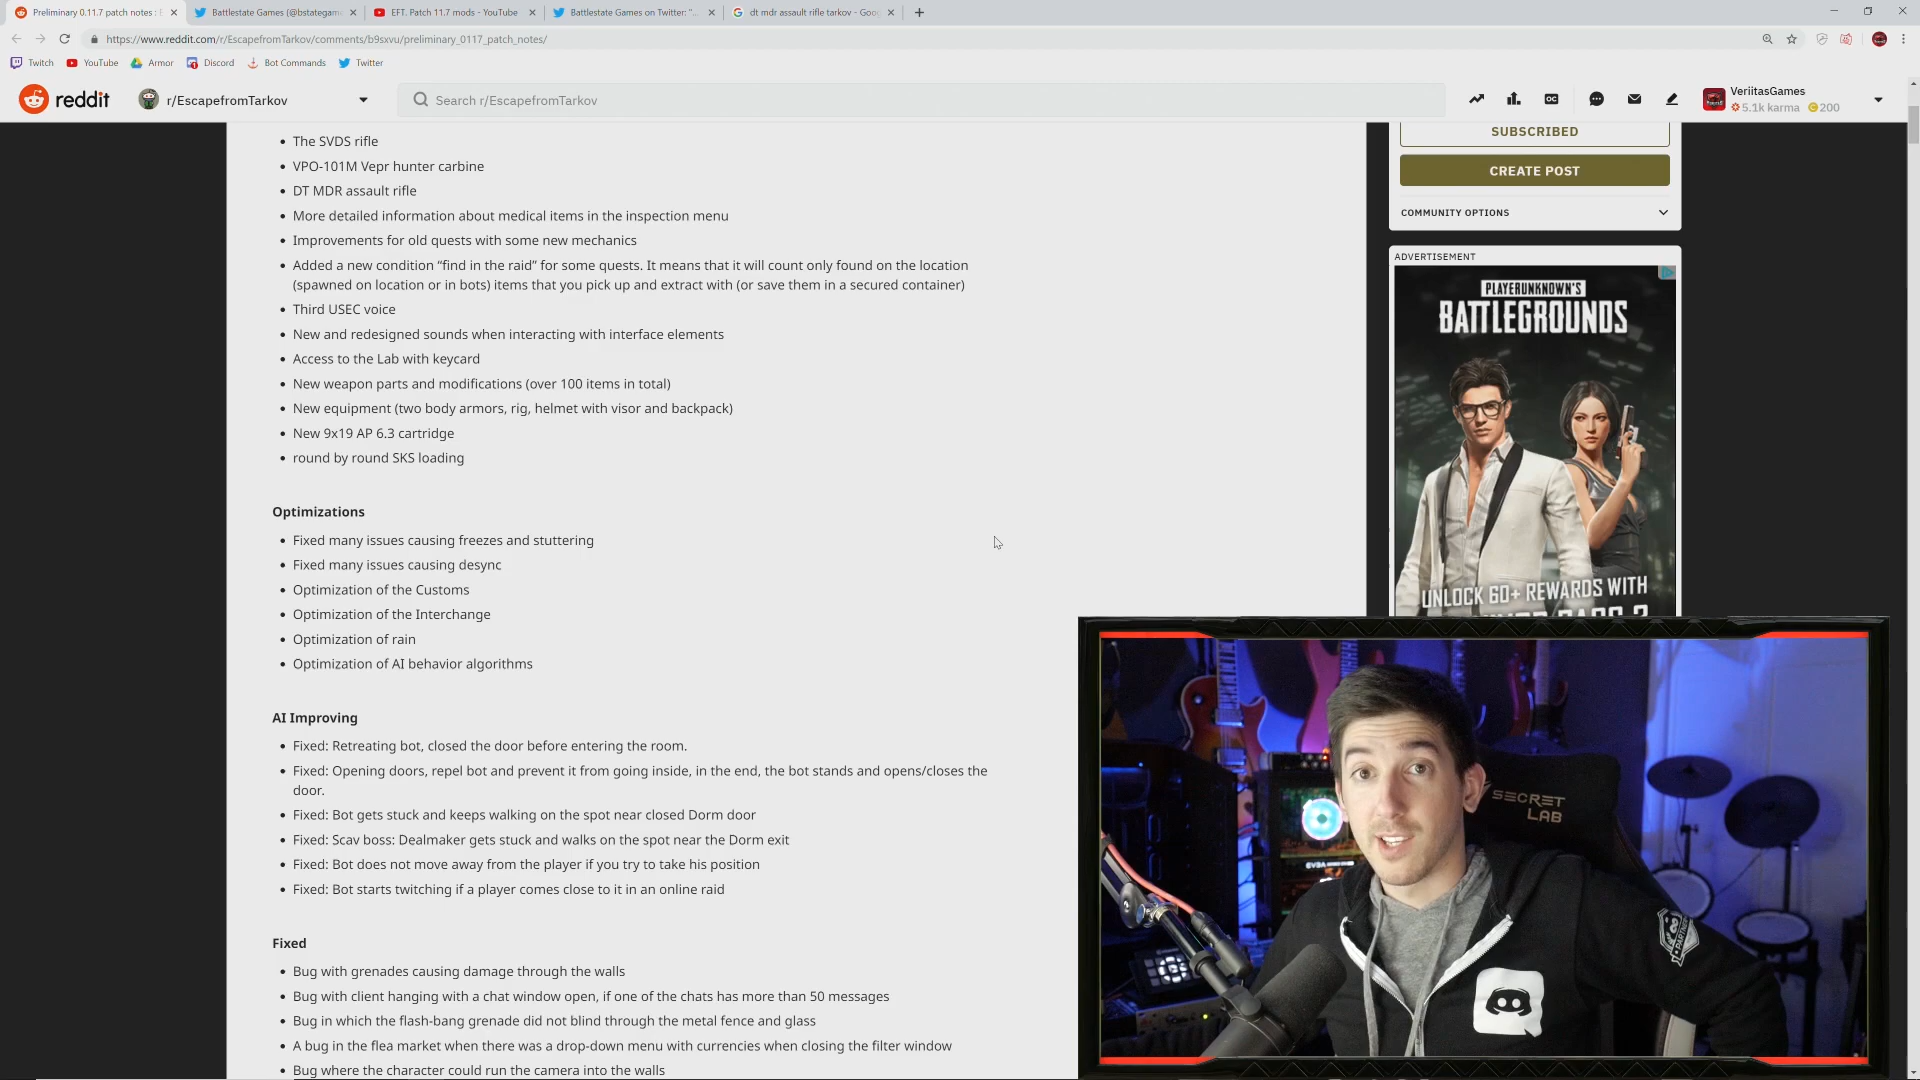 Preliminary 0.11.7 patch notes : E
Battlestate Games (@bstategam
EFT. Patch 11.7 mods - YouTube
Battlestate Games on Twitter: "...
dt mdr assault rifle tarkov - Goo
https://www.reddit.com/r/EscapefromTarkov/comments/b9sxvu/preliminary_0117_patch_notes/
Twitch
YouTube
Armor
Discord
Bot Commands
Twitter
reddit
r/EscapefromTarkov
Search r/EscapefromTarkov
VeriitasGames
5.1k karma
200
• The SVDS rifle
• VPO-101M Vepr hunter carbine
• DT MDR assault rifle
• More detailed information about medical items in the inspection menu
• Improvements for old quests with some new mechanics
• Added a new condition “find in the raid” for some quests. It means that it will count only found on the location
(spawned on location or in bots) items that you pick up and extract with (or save them in a secured container)
• Third USEC voice
• New and redesigned sounds when interacting with interface elements
• Access to the Lab with keycard
• New weapon parts and modifications (over 100 items in total)
• New equipment (two body armors, rig, helmet with visor and backpack)
• New 9x19 AP 6.3 cartridge
• round by round SKS loading
Optimizations
• Fixed many issues causing freezes and stuttering
• Fixed many issues causing desync
• Optimization of the Customs
• Optimization of the Interchange
• Optimization of rain
• Optimization of AI behavior algorithms
AI Improving
• Fixed: Retreating bot, closed the door before entering the room.
• Fixed: Opening doors, repel bot and prevent it from going inside, in the end, the bot stands and opens/closes the
door.
• Fixed: Bot gets stuck and keeps walking on the spot near closed Dorm door
• Fixed: Scav boss: Dealmaker gets stuck and walks on the spot near the Dorm exit
• Fixed: Bot does not move away from the player if you try to take his position
• Fixed: Bot starts twitching if a player comes close to it in an online raid
Fixed
• Bug with grenades causing damage through the walls
• Bug with client hanging with a chat window open, if one of the chats has more than 50 messages
• Bug in which the flash-bang grenade did not blind through the metal fence and glass
• A bug in the flea market when there was a drop-down menu with currencies when closing the filter window
• Bug where the character could run the camera into the walls
SUBSCRIBED
CREATE POST
COMMUNITY OPTIONS
ADVERTISEMENT
PLAYERUNKNOWN'S
BATTLEGROUNDS
UNLOCK 60+ REWARDS WITH
SECRET
LAB
EVGA